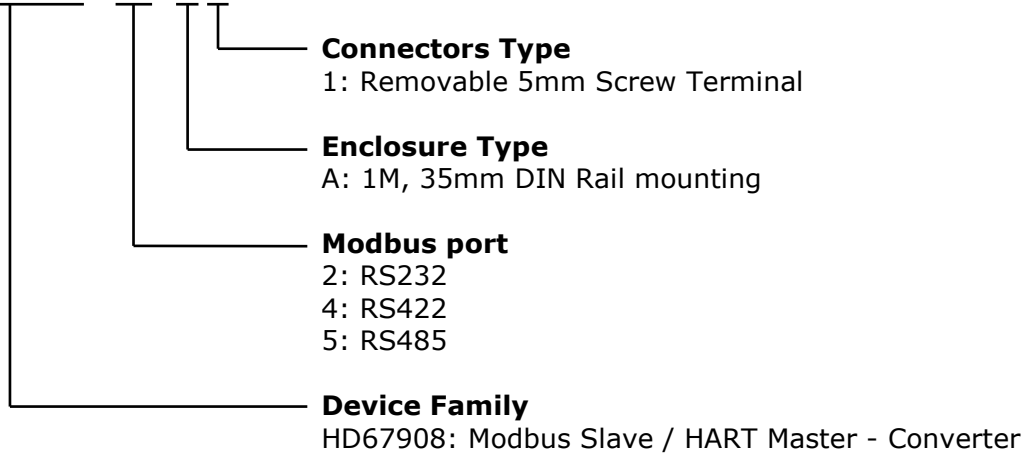 Connectors Type
1: Removable 5mm Screw Terminal
Enclosure Type
A: 1M, 35mm DIN Rail mounting
Modbus port
2: RS232
4: RS422
5: RS485
Device Family
HD67908: Modbus Slave / HART Master - Converter